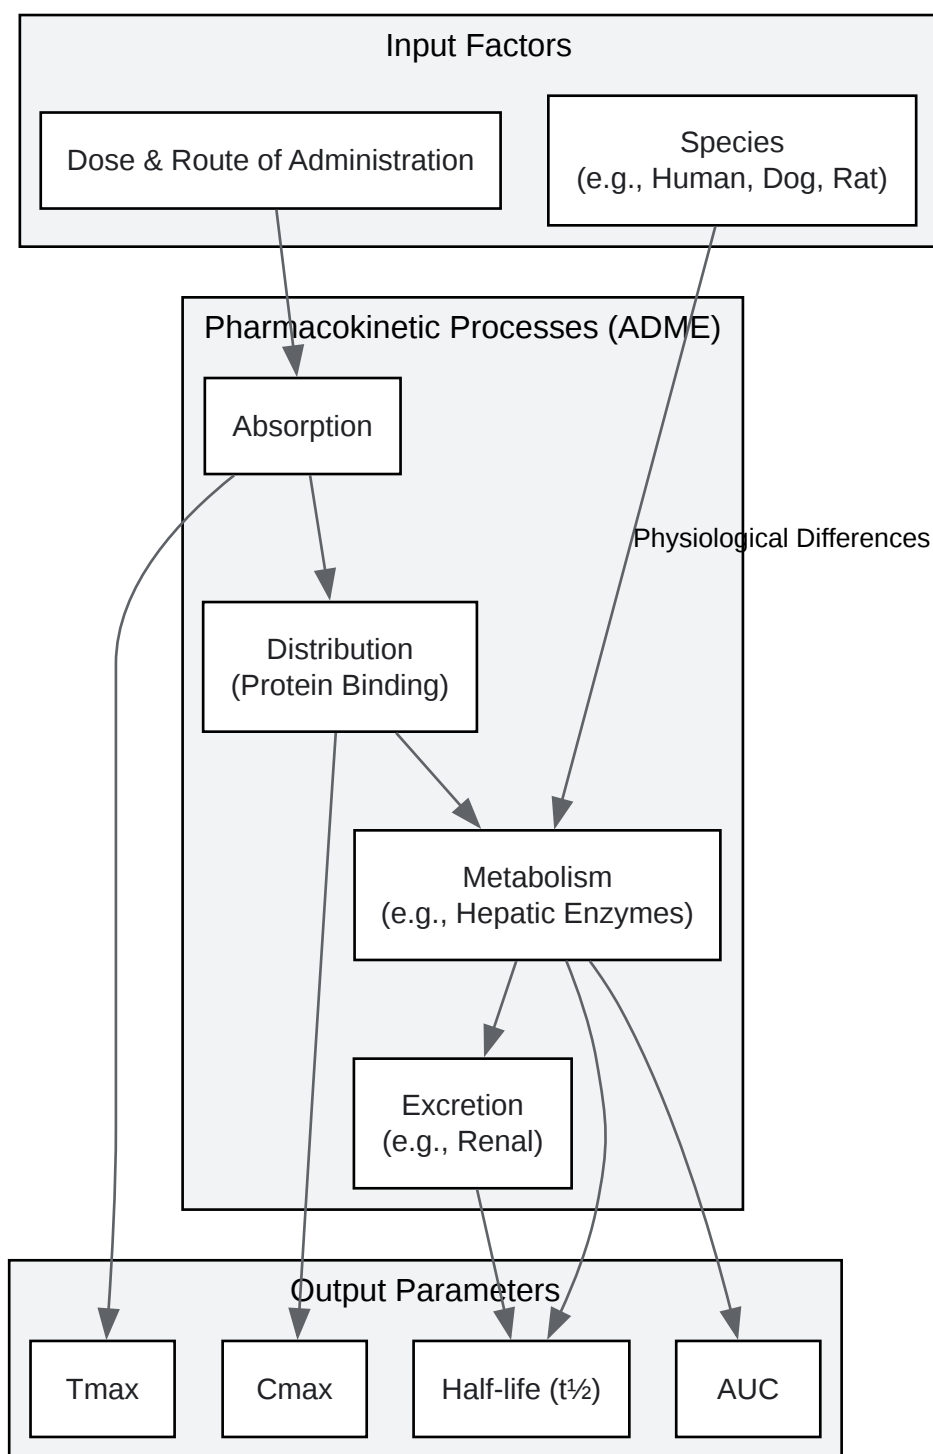 Input Factors
Dose & Route of Administration
Species
(e.g., Human, Dog, Rat)
Pharmacokinetic Processes (ADME)
Absorption
Physiological Differences
Distribution
(Protein Binding)
Metabolism
(e.g., Hepatic Enzymes)
Excretion
(e.g., Renal)
Output Parameters
Tmax
Cmax
Half-life (t½)
AUC